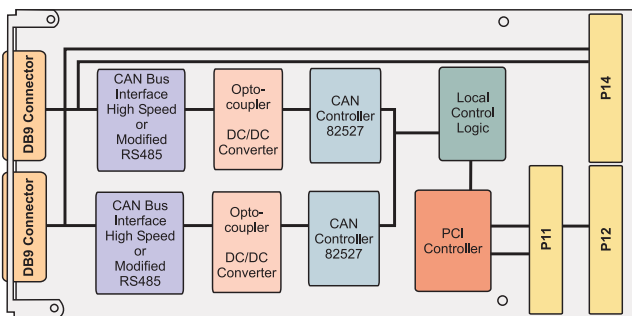 DB9 Connector
CAN Bus
Interface
High Speed
or
Modified
RS485
Opto-
coupler
DC/DC
Converter
CAN
Controller
82527
Local
Control
Logic
P14
DB9 Connector
CAN Bus
Interface
High Speed
or
Modified
RS485
Opto-
coupler
DC/DC
Converter
CAN
Controller
82527
PCI
Controller
P11
P12